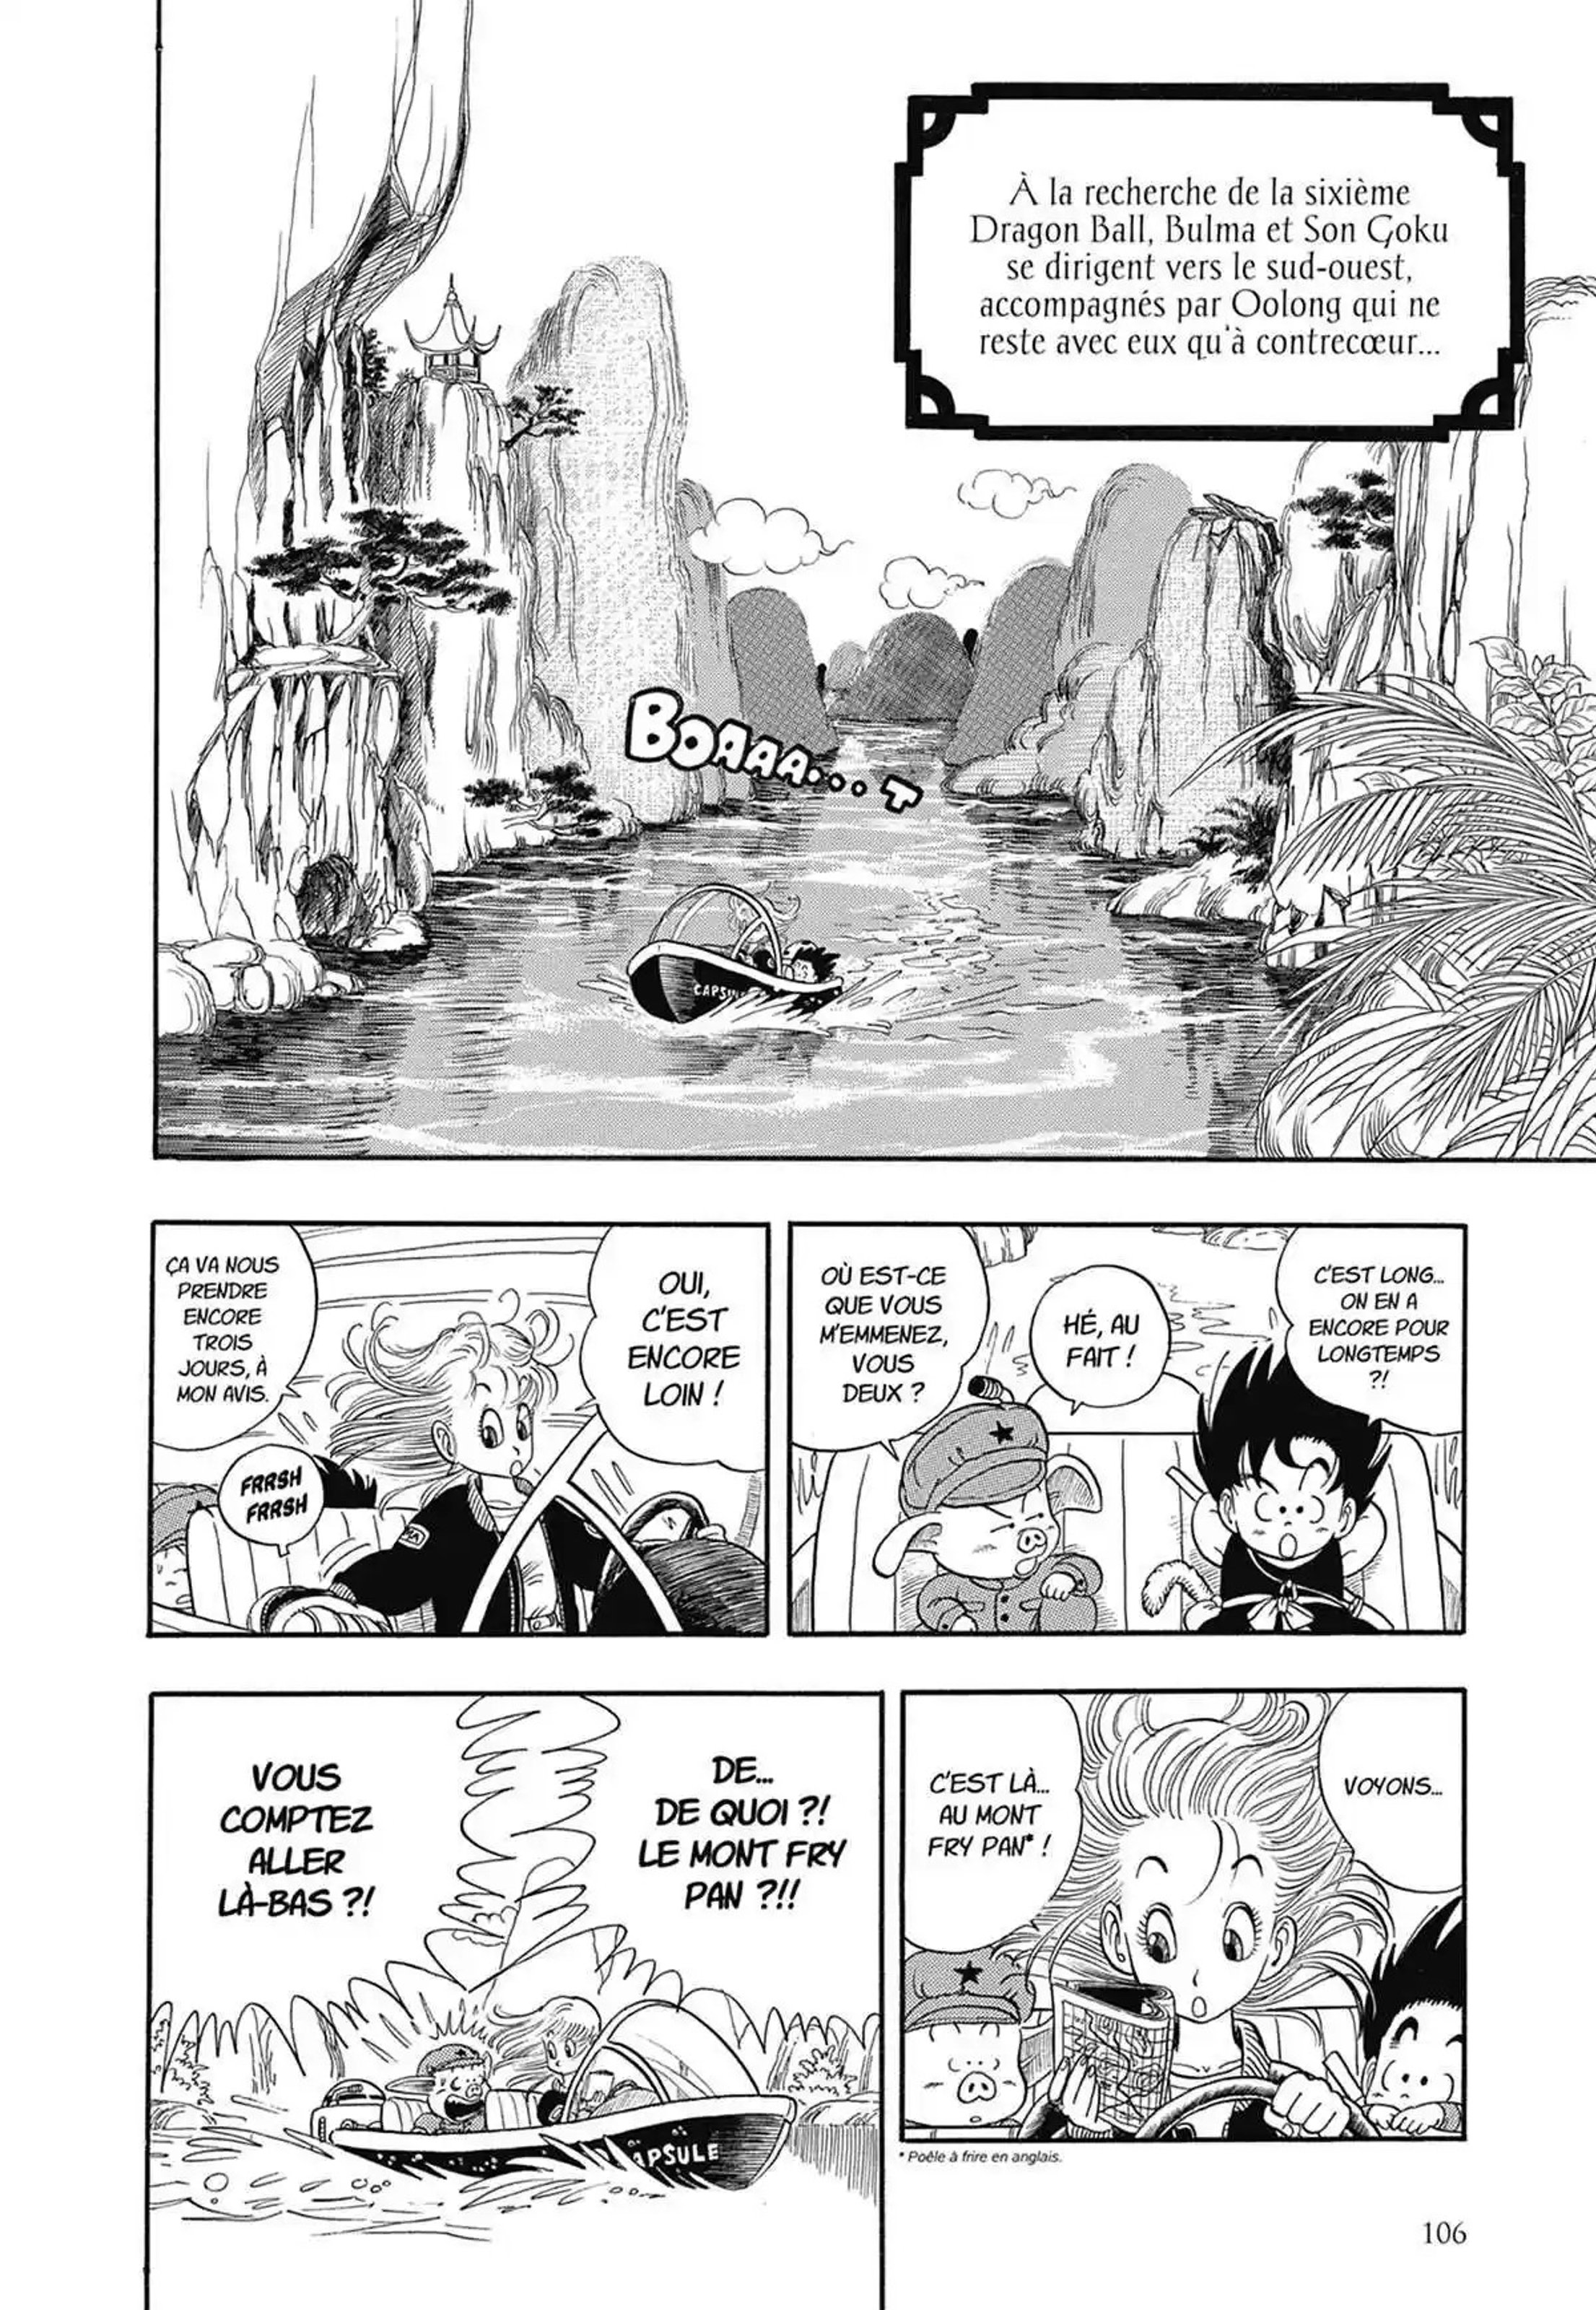 À la recherche de la sixième
Dragon Ball, Bulma et Son Goku
se dirigent vers le sud-ouest,
accompagnés par Oolong qui ne
reste avec eux qu'à contrecœur...
BOAAA...T
CAPSU
C'EST LONG...
ON EN A
ENCORE POUR
LONGTEMPS
?!
HÉ, AU
FAIT !
OÙ EST-CE
QUE VOUS
M'EMMENEZ,
VOUS
DEUX ?
OUI,
C'EST
ENCORE
LOIN !
ÇA VA NOUS
PRENDRE
ENCORE
TROIS
JOURS, À
MON AVIS.
FRRSH
FRRSH
VOYONS...
C'EST LÀ...
AU MONT
FRY PAN* !
* Poêle à frire en anglais.
DE...
DE QUOI ?!
LE MONT FRY
PAN ?!!
VOUS
COMPTEZ
ALLER
LÀ-BAS ?!
CAPSULE
106